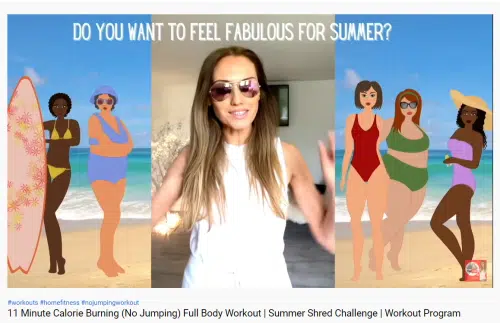 DO YOU WANT TO FEEL FABULOUS FOR SUMMER?
#workouts #homefitness #nojumpingworkout
11 Minute Calorie Burning (No Jumping) Full Body Workout | Summer Shred Challenge | Workout Program